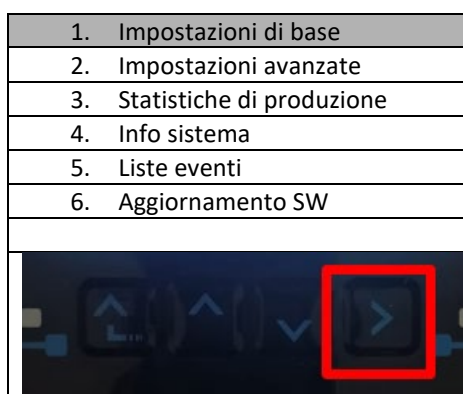 1. Impostazioni di base
2. Impostazioni avanzate
3. Statistiche di produzione
4. Info sistema
5. Liste eventi
6. Aggiornamento SW